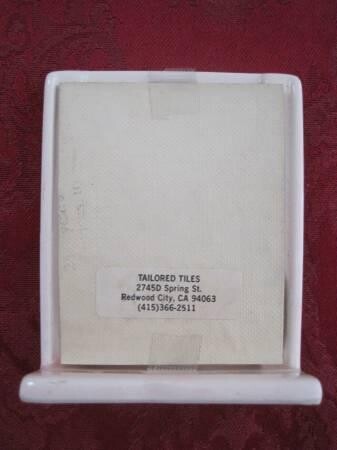 TAILORED TILES
2745D Spring St.
Redwood City, CA 94063
(415)366-2511